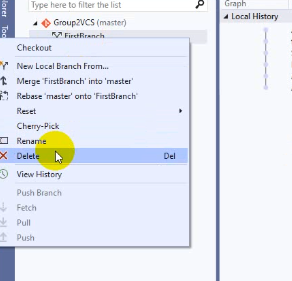 Type here to filter the list
Graph
Group2VCS (master)
Local History
FirstBranch
Checkout
New Local Branch From...
Merge 'FirstBranch' into 'master'
Rebase 'master' onto 'FirstBranch'
Reset
Cherry-Pick
Rename
Delete Del
View History
Push Branch
Fetch
Pull
Push